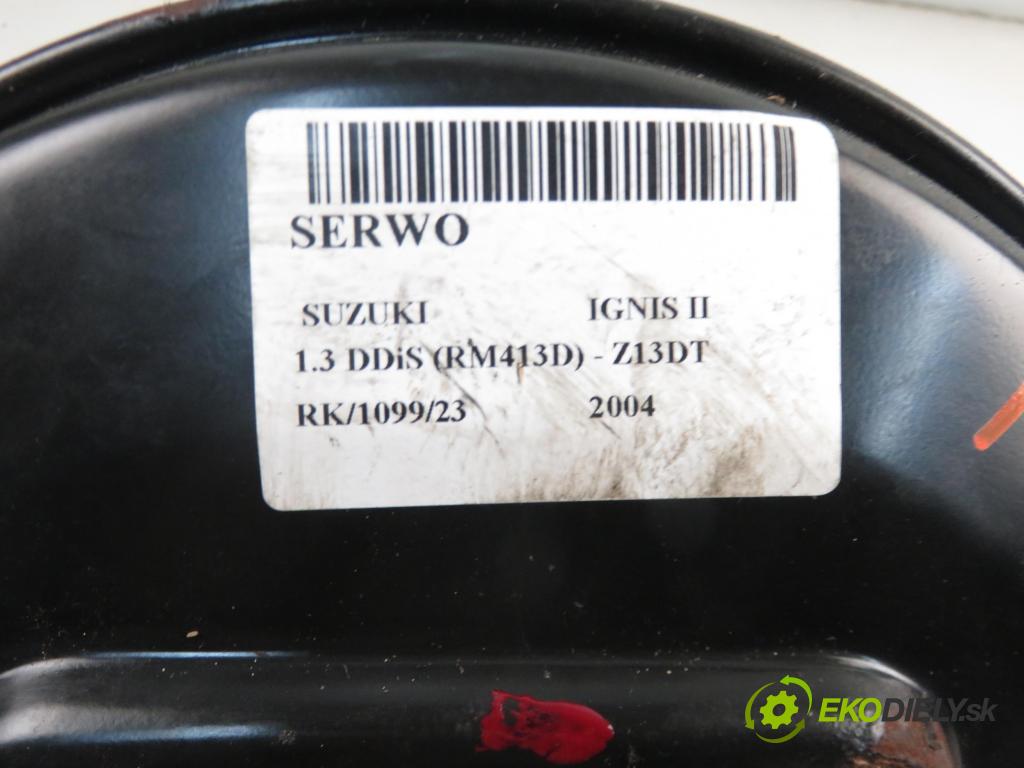 SERWO
SUZUKI IGNIS II
1.3 DDiS (RM413D) - Z13DT
RK/1099/23 2004
EKODIELY.sk